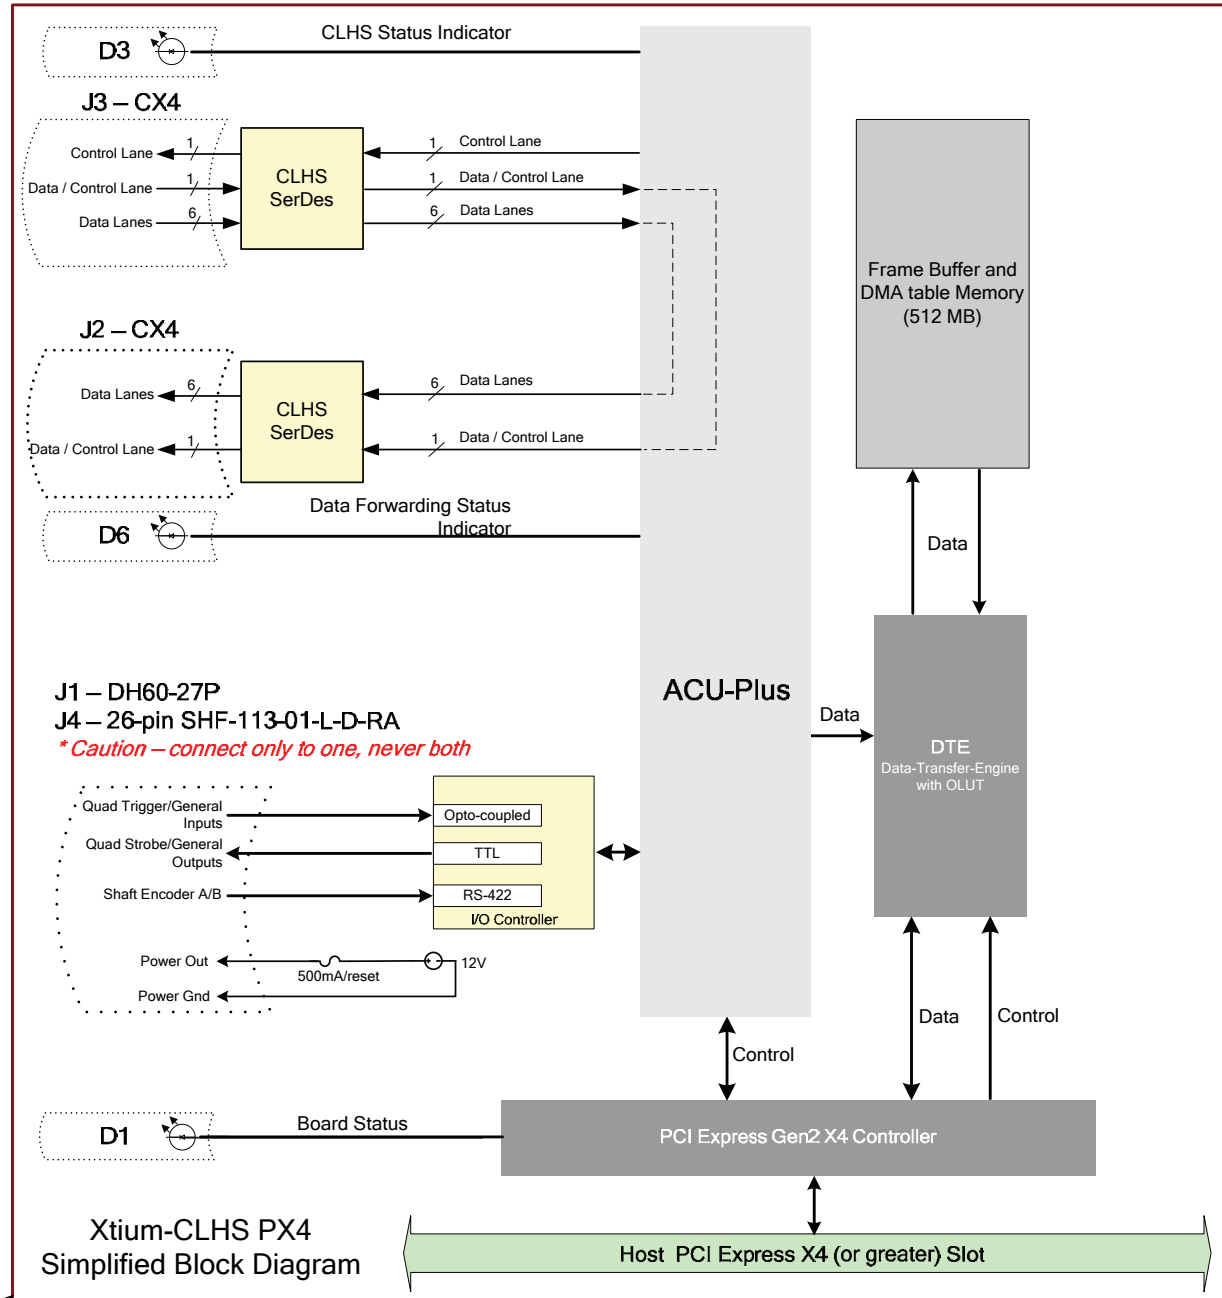 CLHS Status Indicator
D3
J3 – CX4
Control Lane
1
1
Control Lane
Data / Control Lane
1
CLHS
SerDes
1
Data / Control Lane
Data Lanes
6
6
Data Lanes
Frame Buffer and
DMA table Memory
(512 MB)
J2 – CX4
Data Lanes
6
CLHS
SerDes
6
Data Lanes
Data / Control Lane
1
1
Data / Control Lane
Data Forwarding Status
Indicator
D6
Data
J1 – DH60-27P
J4 – 26-pin SHF-113-01-L-D-RA
* Caution – connect only to one, never both
ACU-Plus
Data
DTE
Data-Transfer-Engine
with OLUT
Quad Trigger/General
Inputs
Opto-coupled
Quad Strobe/General
Outputs
TTL
Shaft Encoder A/B
RS-422
I/O Controller
Power Out
500mA/reset
12V
Power Gnd
Control
Data
Control
D1
Board Status
PCI Express Gen2 X4 Controller
Xtium-CLHS PX4
Simplified Block Diagram
Host PCI Express X4 (or greater) Slot